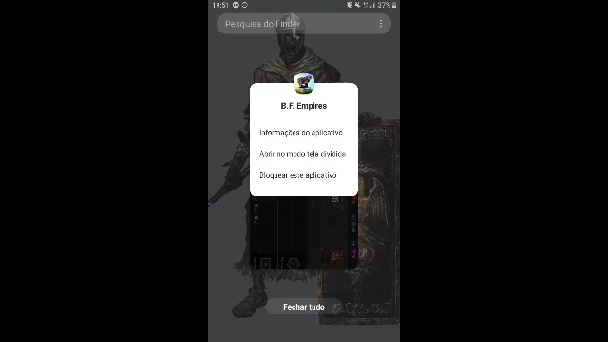 19:51
37%
Pesquisa do Finder
B.F. Empires
Informações do aplicativo
Abrir no modo tela dividida
Bloquear este aplicativo
Fechar tudo